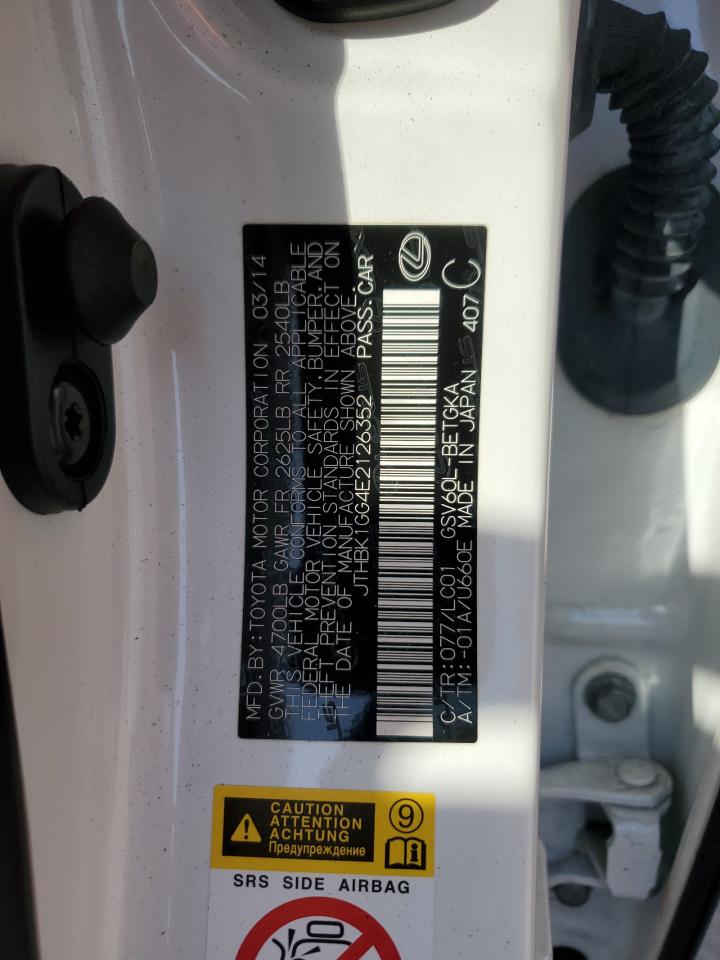 MFD.BY:TOYOTA MOTOR CORPORATION 03/14
GVWR 4700LB GAWR FR 2625LB RR 2540LB
THIS VEHICLE CONFORMS TO ALL APPLICABLE
FEDERAL MOTOR VEHICLE SAFETY, BUMPER, AND
THEFT PREVENTION STANDARDS IN EFFECT ON
THE DATE OF MANUFACTURE SHOWN ABOVE.
JTHBK1GG4E2126352 PASS.CAR
C/TR:077/LC01 GSV60L-BETGKA
A/TM:-01A/U660E MADE IN JAPAN 407 C
CAUTION
ATTENTION
ACHTUNG
Предупреждение
9
SRS SIDE AIRBAG